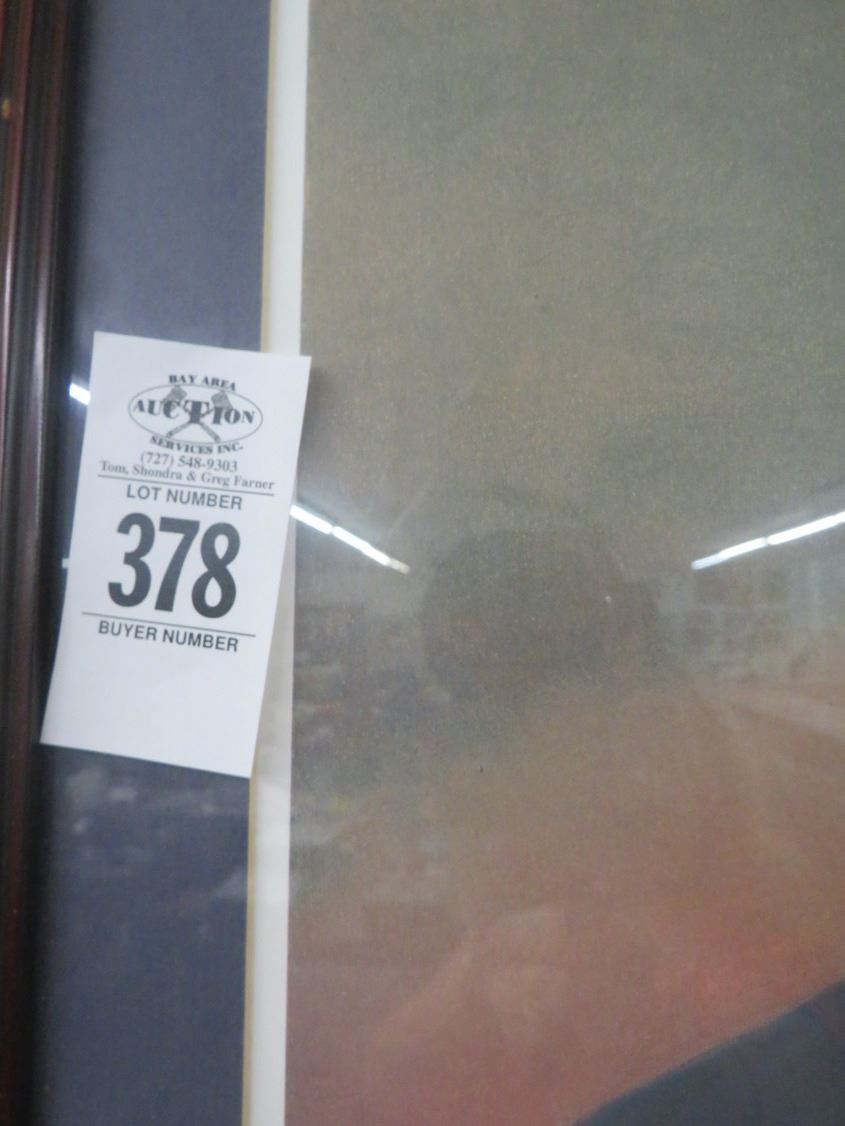 BAY AREA
AUCTION
SERVICES INC.
(727) 548-9303
Tom, Shondra & Greg Farner
LOT NUMBER
378
BUYER NUMBER